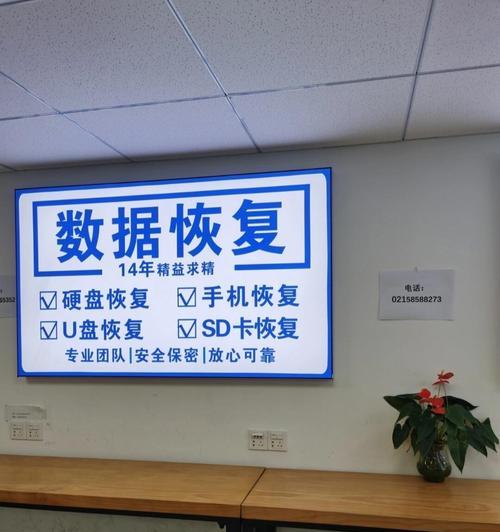 数据恢复
14年精益求精
硬盘恢复
手机恢复
U盘恢复
SD卡恢复
专业团队|安全保密|放心可靠
5352
电话：
02158588273